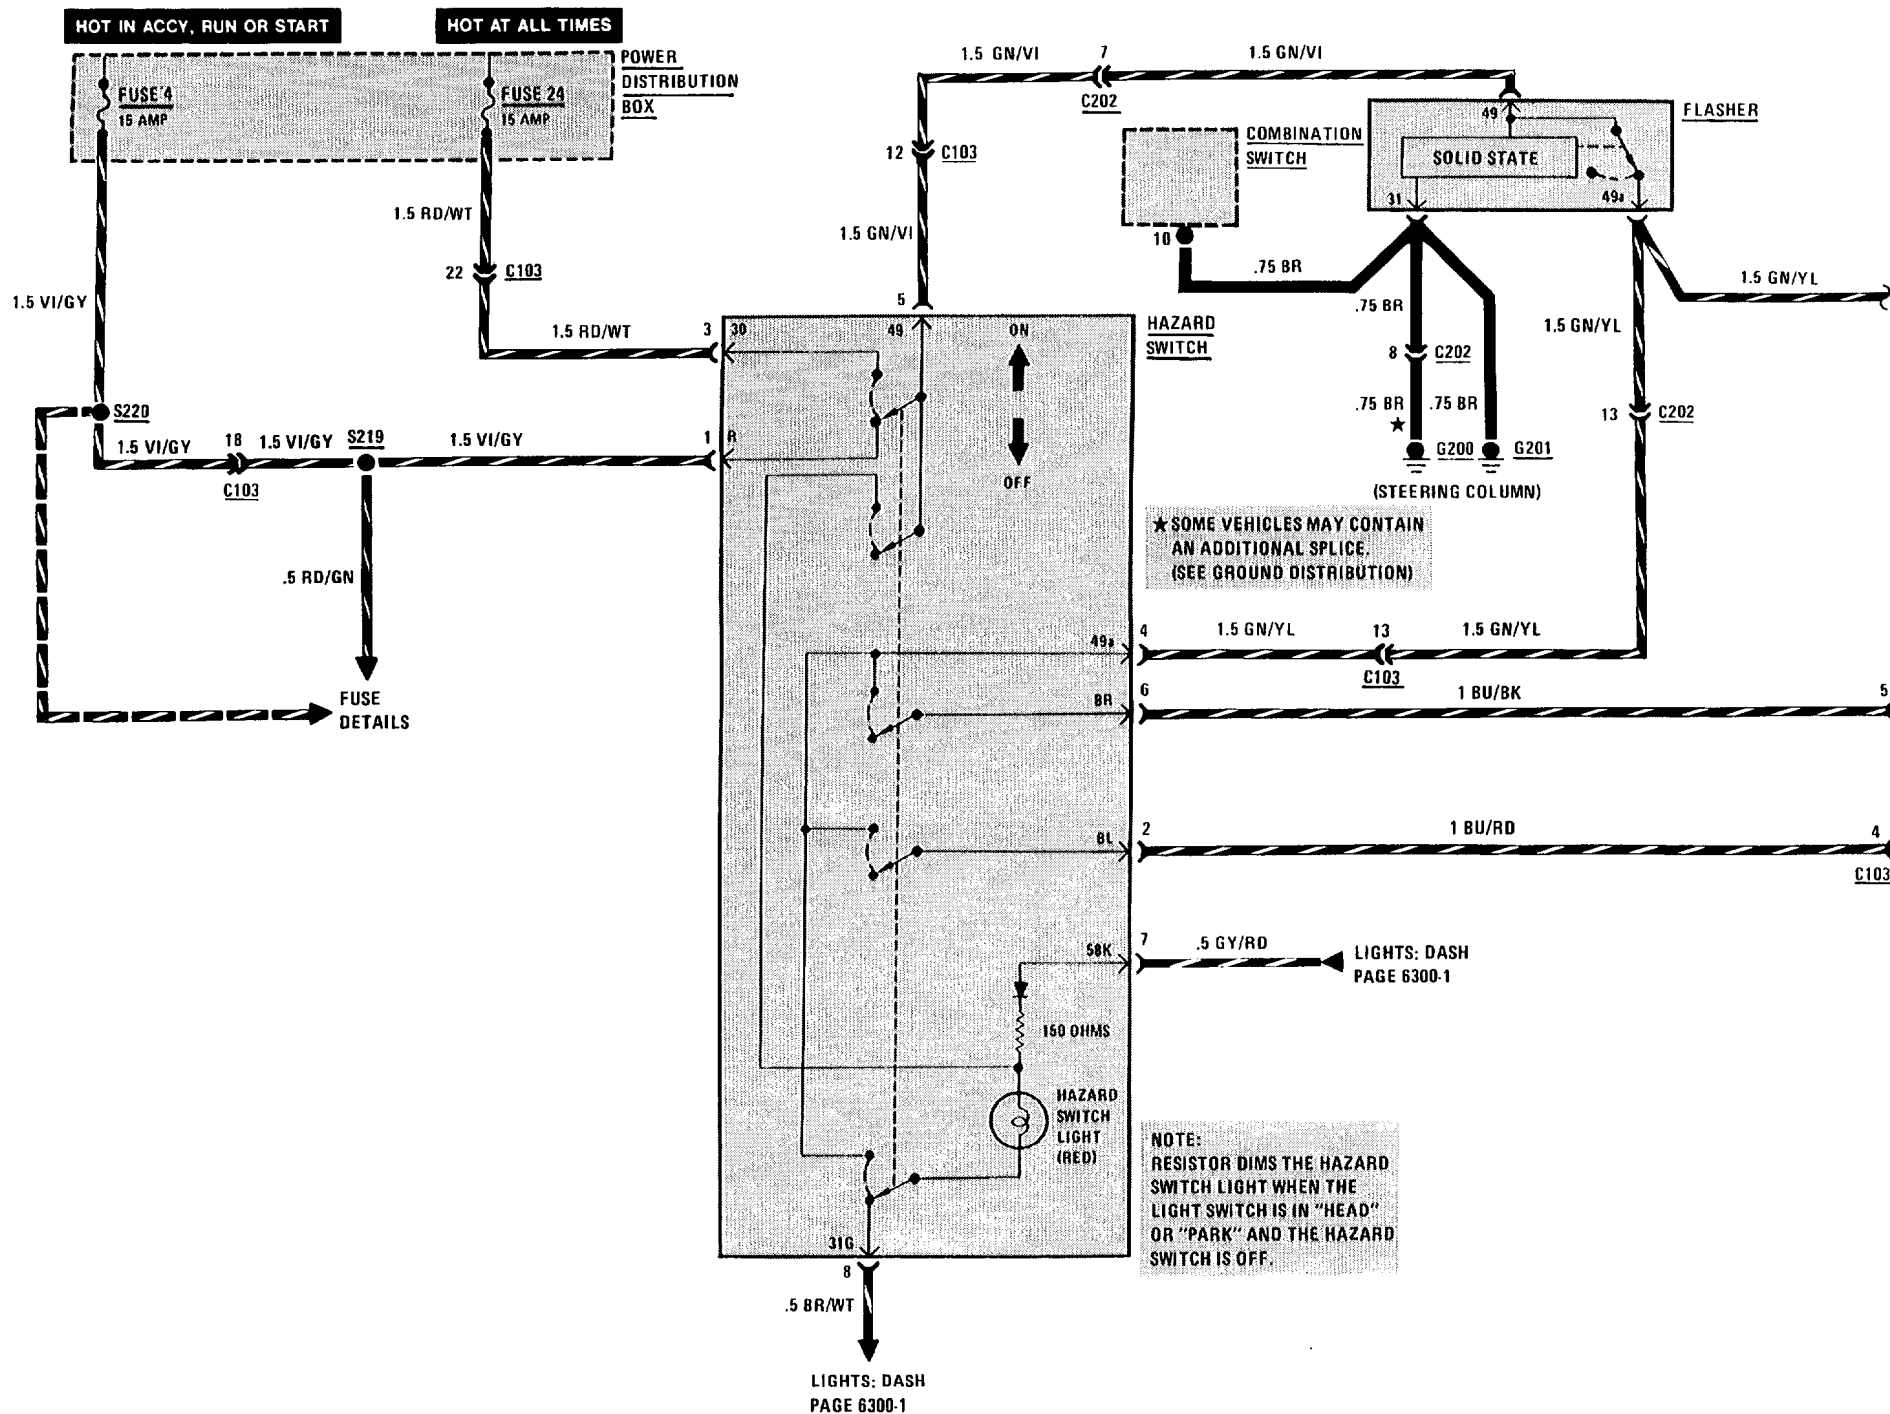 HOT IN ACCY, RUN OR START
HOT AT ALL TIMES
POWER
DISTRIBUTION
BOX
FUSE 4
15 AMP
FUSE 24
15 AMP
1.5 GN/VI
7
1.5 GN/VI
C202
12
C103
COMBINATION
SWITCH
10
FLASHER
49
SOLID STATE
31
49a
1.5 RD/WT
22
C103
1.5 GN/VI
1.5 VI/GY
1.5 RD/WT
3
30
5
49
ON
OFF
HAZARD
SWITCH
.75 BR
.75 BR
8
C202
.75 BR
★
.75 BR
G200
G201
(STEERING COLUMN)
1.5 GN/YL
1.5 GN/YL
13
C202
S220
1.5 VI/GY
18
C103
1.5 VI/GY
S219
1.5 VI/GY
1
R
★SOME VEHICLES MAY CONTAIN
AN ADDITIONAL SPLICE.
(SEE GROUND DISTRIBUTION)
.5 RD/GN
FUSE
DETAILS
49a
4
1.5 GN/YL
13
C103
1.5 GN/YL
BR
6
1 BU/BK
5
BL
2
1 BU/RD
4
C103
58K
7
.5 GY/RD
LIGHTS: DASH
PAGE 6300-1
150 OHMS
HAZARD
SWITCH
LIGHT
(RED)
NOTE:
RESISTOR DIMS THE HAZARD
SWITCH LIGHT WHEN THE
LIGHT SWITCH IS IN "HEAD"
OR "PARK" AND THE HAZARD
SWITCH IS OFF.
31G
8
.5 BR/WT
LIGHTS: DASH
PAGE 6300-1